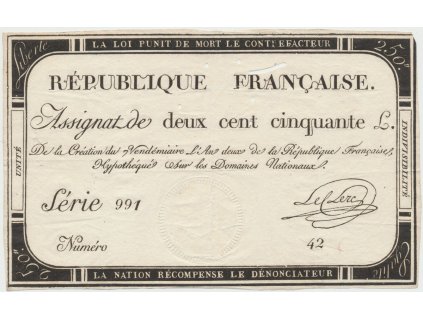 LA LOI PUNIT DE MORT LE CONTREFACTEUR
Liberté
250#
RÉPUBLIQUE FRANÇAISE.
Assignat de deux cent cinquante L.
De la Création du Vendémiaire L'An deux de la République Française,
Hypothéqué Sur les Domaines Nationaux.
UNITÉ
INDIVISIBILITÉ
Série 991
Numéro 42
250#
Egalité
LA NATION RÉCOMPENSE LE DÉNONCIATEUR